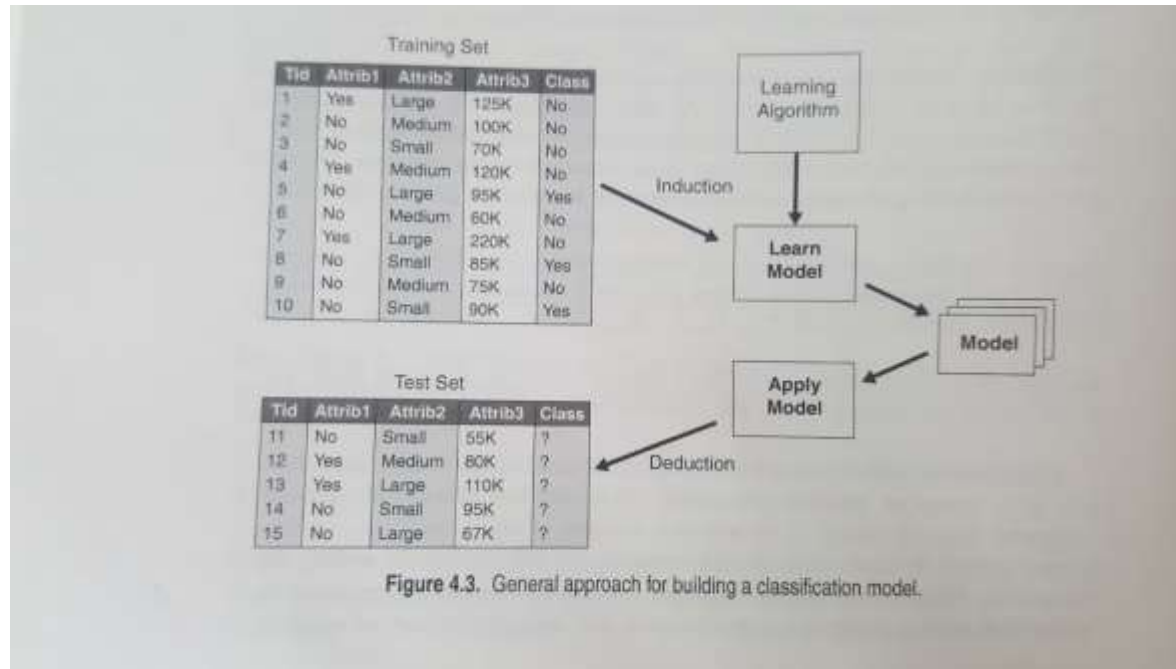 Training Set
Tid Attrib1 Attrib2 Attrib3 Class
1 Yes Large 125K No
2 No Medium 100K No
3 No Small 70K No
4 Yes Medium 120K No
5 No Large 95K Yes
6 No Medium 60K No
7 Yes Large 220K No
8 No Small 85K Yes
9 No Medium 75K No
10 No Small 90K Yes
Learning
Algorithm
Induction
Learn
Model
Model
Apply
Model
Deduction
Test Set
Tid Attrib1 Attrib2 Attrib3 Class
11 No Small 55K ?
12 Yes Medium 80K ?
13 Yes Large 110K ?
14 No Small 95K ?
15 No Large 67K ?
Figure 4.3. General approach for building a classification model.